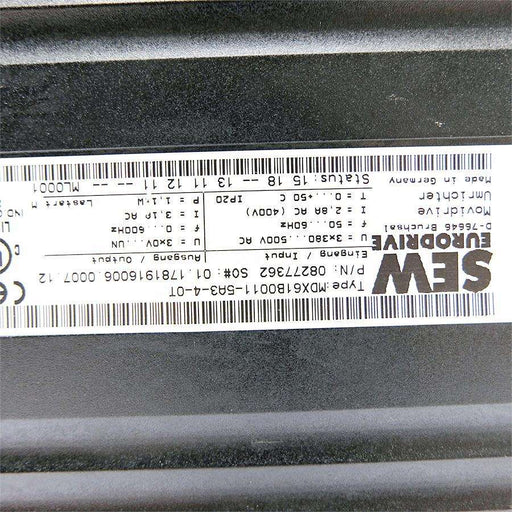 SEW
EURODRIVE
D-76646 Bruchsal
Movidrive
Umrichter
Made in Germany
Type: MDX61B0011-5A3-4-0T
P/N: 08277362 SO#: 01.1781916006.0007.12
Eingang / Input
U = 3x380...500V AC
f = 50...60Hz
I = 2,8A AC (400V)
T = 0...+50 C
IP20
Ausgang / Output
U = 3x0V...UN
f = 0...600Hz
I = 3,1A AC
P = 1,1kW
Lastart M
Status: 15 18 -- 13 11 12 11 -- -- ML0001
CE